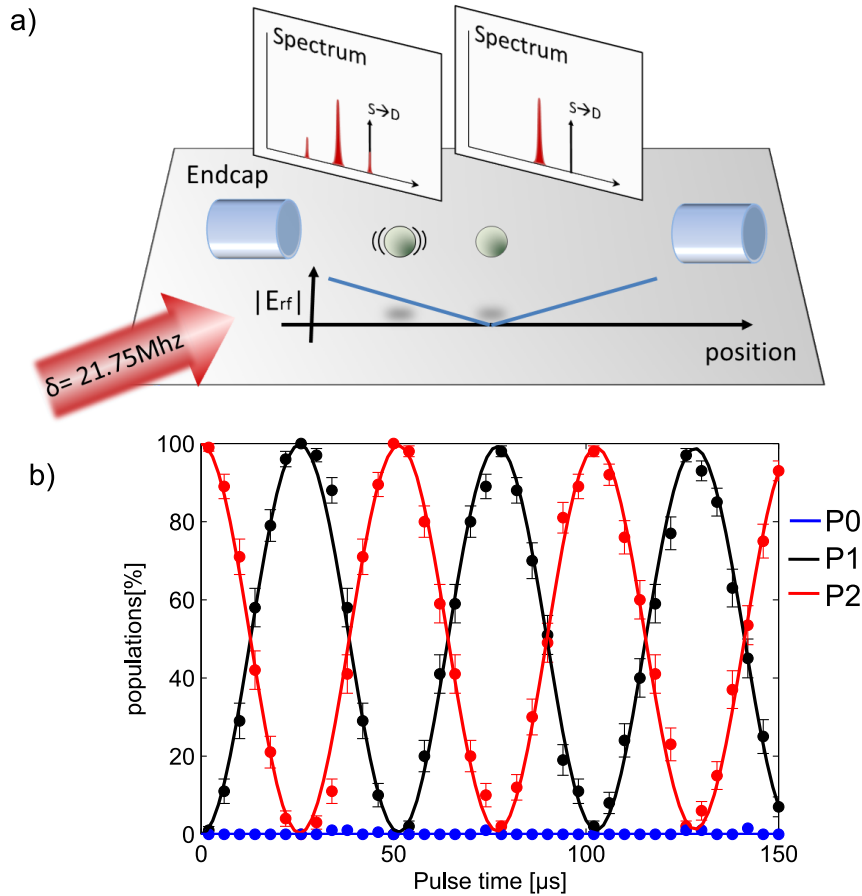 a)
Spectrum
S→D
Spectrum
S→D
Endcap
|Erf|
position
δ= 21.75Mhz
b)
100
80
60
40
20
0
populations[%]
0
50
100
150
Pulse time [µs]
P0
P1
P2